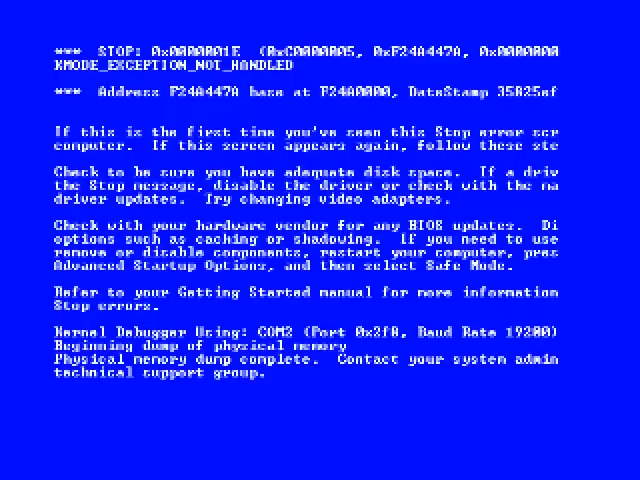 *** STOP: 0x0000001E (0xC0000005, 0xF24A447A, 0x0000000
KMODE_EXCEPTION_NOT_HANDLED
*** Address F24A447A base at F24A0000, DateStamp 35825ef
If this is the first time you've seen this Stop error scr
computer. If this screen appears again, follow these ste
Check to be sure you have adequate disk space. If a driv
the Stop message, disable the driver or check with the ma
driver updates. Try changing video adapters.
Check with your hardware vendor for any BIOS updates. Di
options such as caching or shadowing. If you need to use
remove or disable components, restart your computer, pres
Advanced Startup Options, and then select Safe Mode.
Refer to your Getting Started manual for more information
Stop errors.
Kernel Debugger Using: COM2 (Port 0x2f8, Baud Rate 19200)
Beginning dump of physical memory
Physical memory dump complete. Contact your system admin
technical support group.